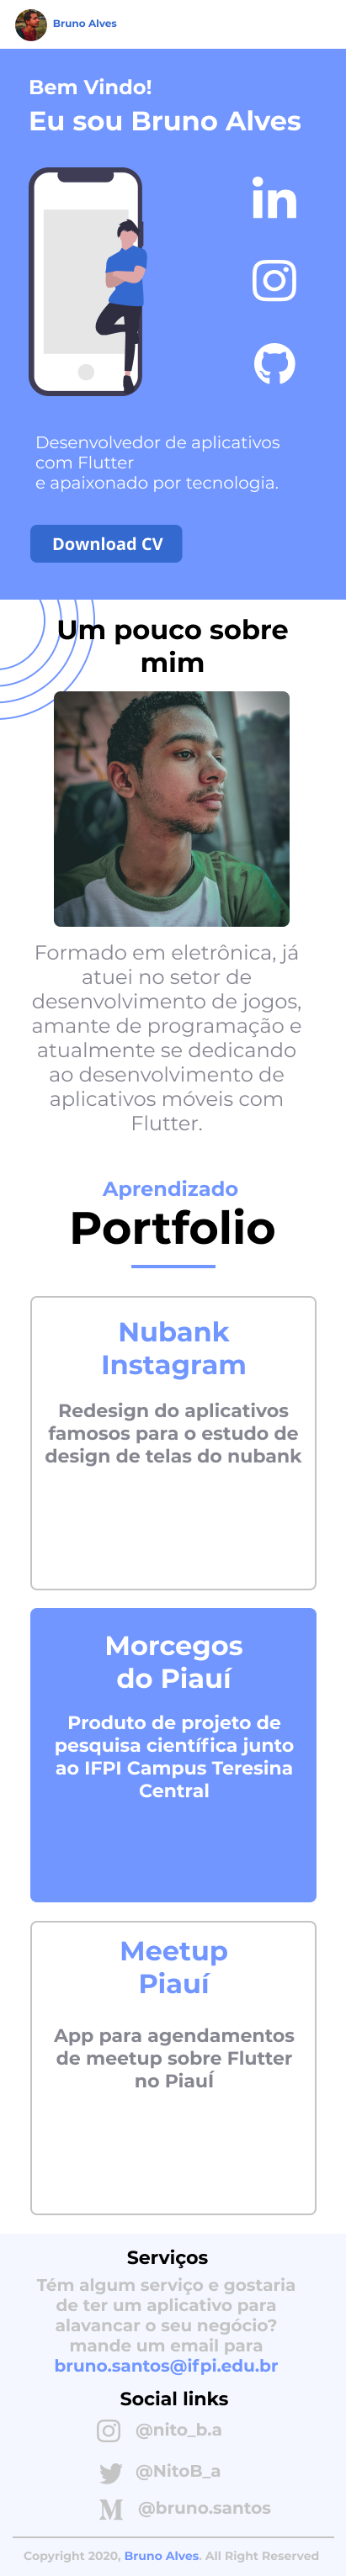 Bruno Alves
Bem Vindo!
Eu sou Bruno Alves
in
Desenvolvedor de aplicativos
com Flutter
e apaixonado por tecnologia.
Download CV
Um pouco sobre
mim
Formado em eletrônica, já
atuei no setor de
desenvolvimento de jogos,
amante de programação e
atualmente se dedicando
ao desenvolvimento de
aplicativos móveis com
Flutter.
Aprendizado
Portfolio
Nubank
Instagram
Redesign do aplicativos
famosos para o estudo de
design de telas do nubank
Morcegos
do Piauí
Produto de projeto de
pesquisa científica junto
ao IFPI Campus Teresina
Central
Meetup
Piauí
App para agendamentos
de meetup sobre Flutter
no PiauÍ
Serviços
Tém algum serviço e gostaria
de ter um aplicativo para
alavancar o seu negócio?
mande um email para
bruno.santos@ifpi.edu.br
Social links
@nito_b.a
@NitoB_a
M @bruno.santos
Copyright 2020, Bruno Alves. All Right Reserved